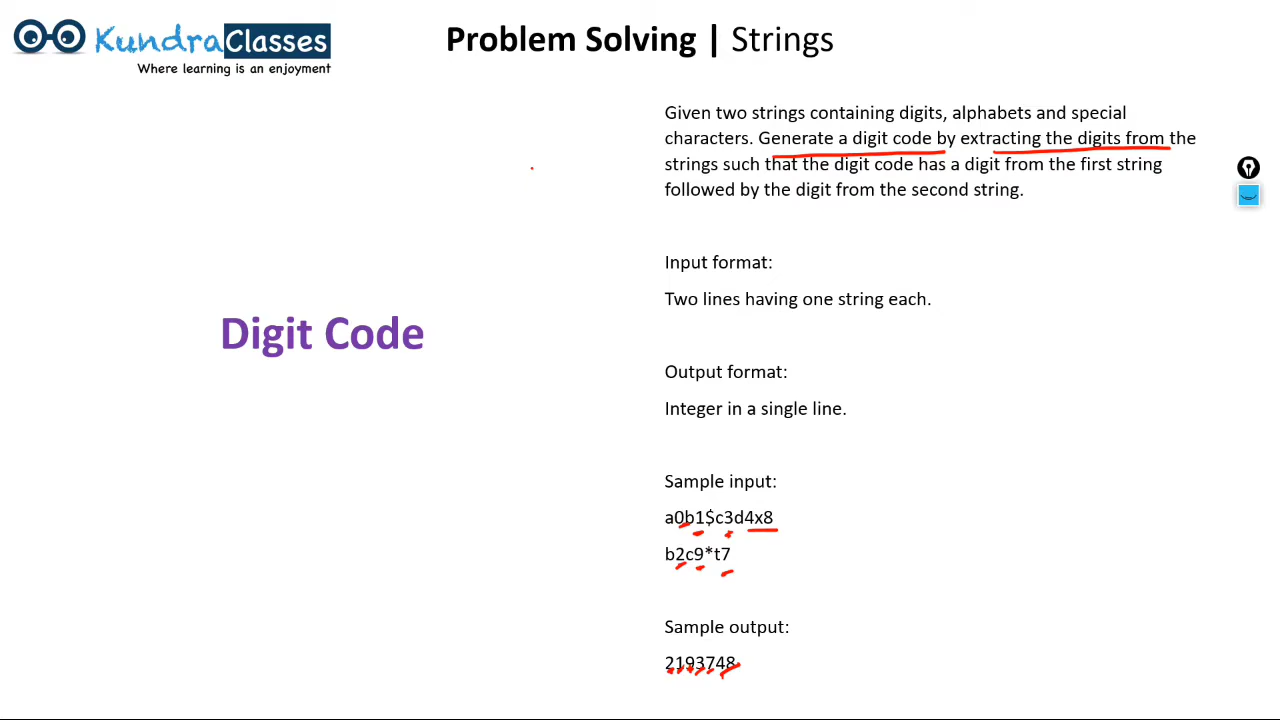 KundraClasses
Where learning is an enjoyment
Problem Solving | Strings
Digit Code
Given two strings containing digits, alphabets and special
characters. Generate a digit code by extracting the digits from the
strings such that the digit code has a digit from the first string
followed by the digit from the second string.
Input format:
Two lines having one string each.
Output format:
Integer in a single line.
Sample input:
a0b1$c3d4x8
b2c9*t7
Sample output:
2193748